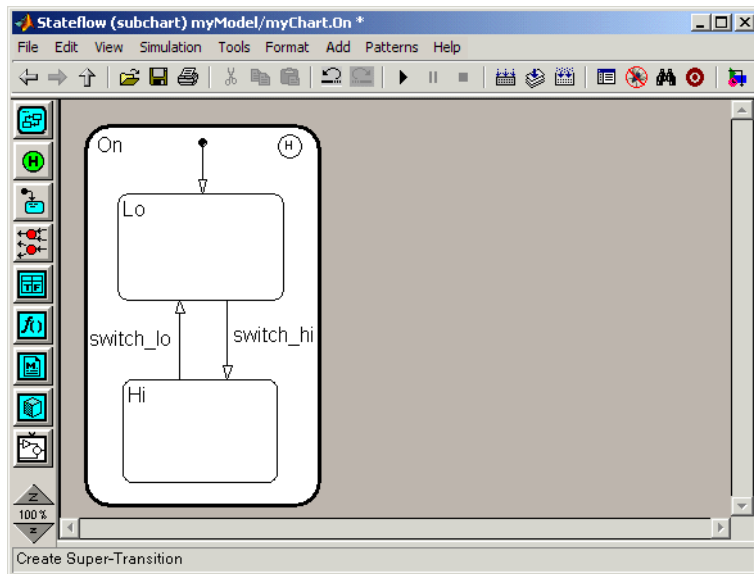 Stateflow (subchart) myModel/myChart.On *
File Edit View Simulation Tools Format Add Patterns Help
On
H
H
Lo
switch_lo
switch_hi
Hi
Z
100%
Z
Create Super-Transition